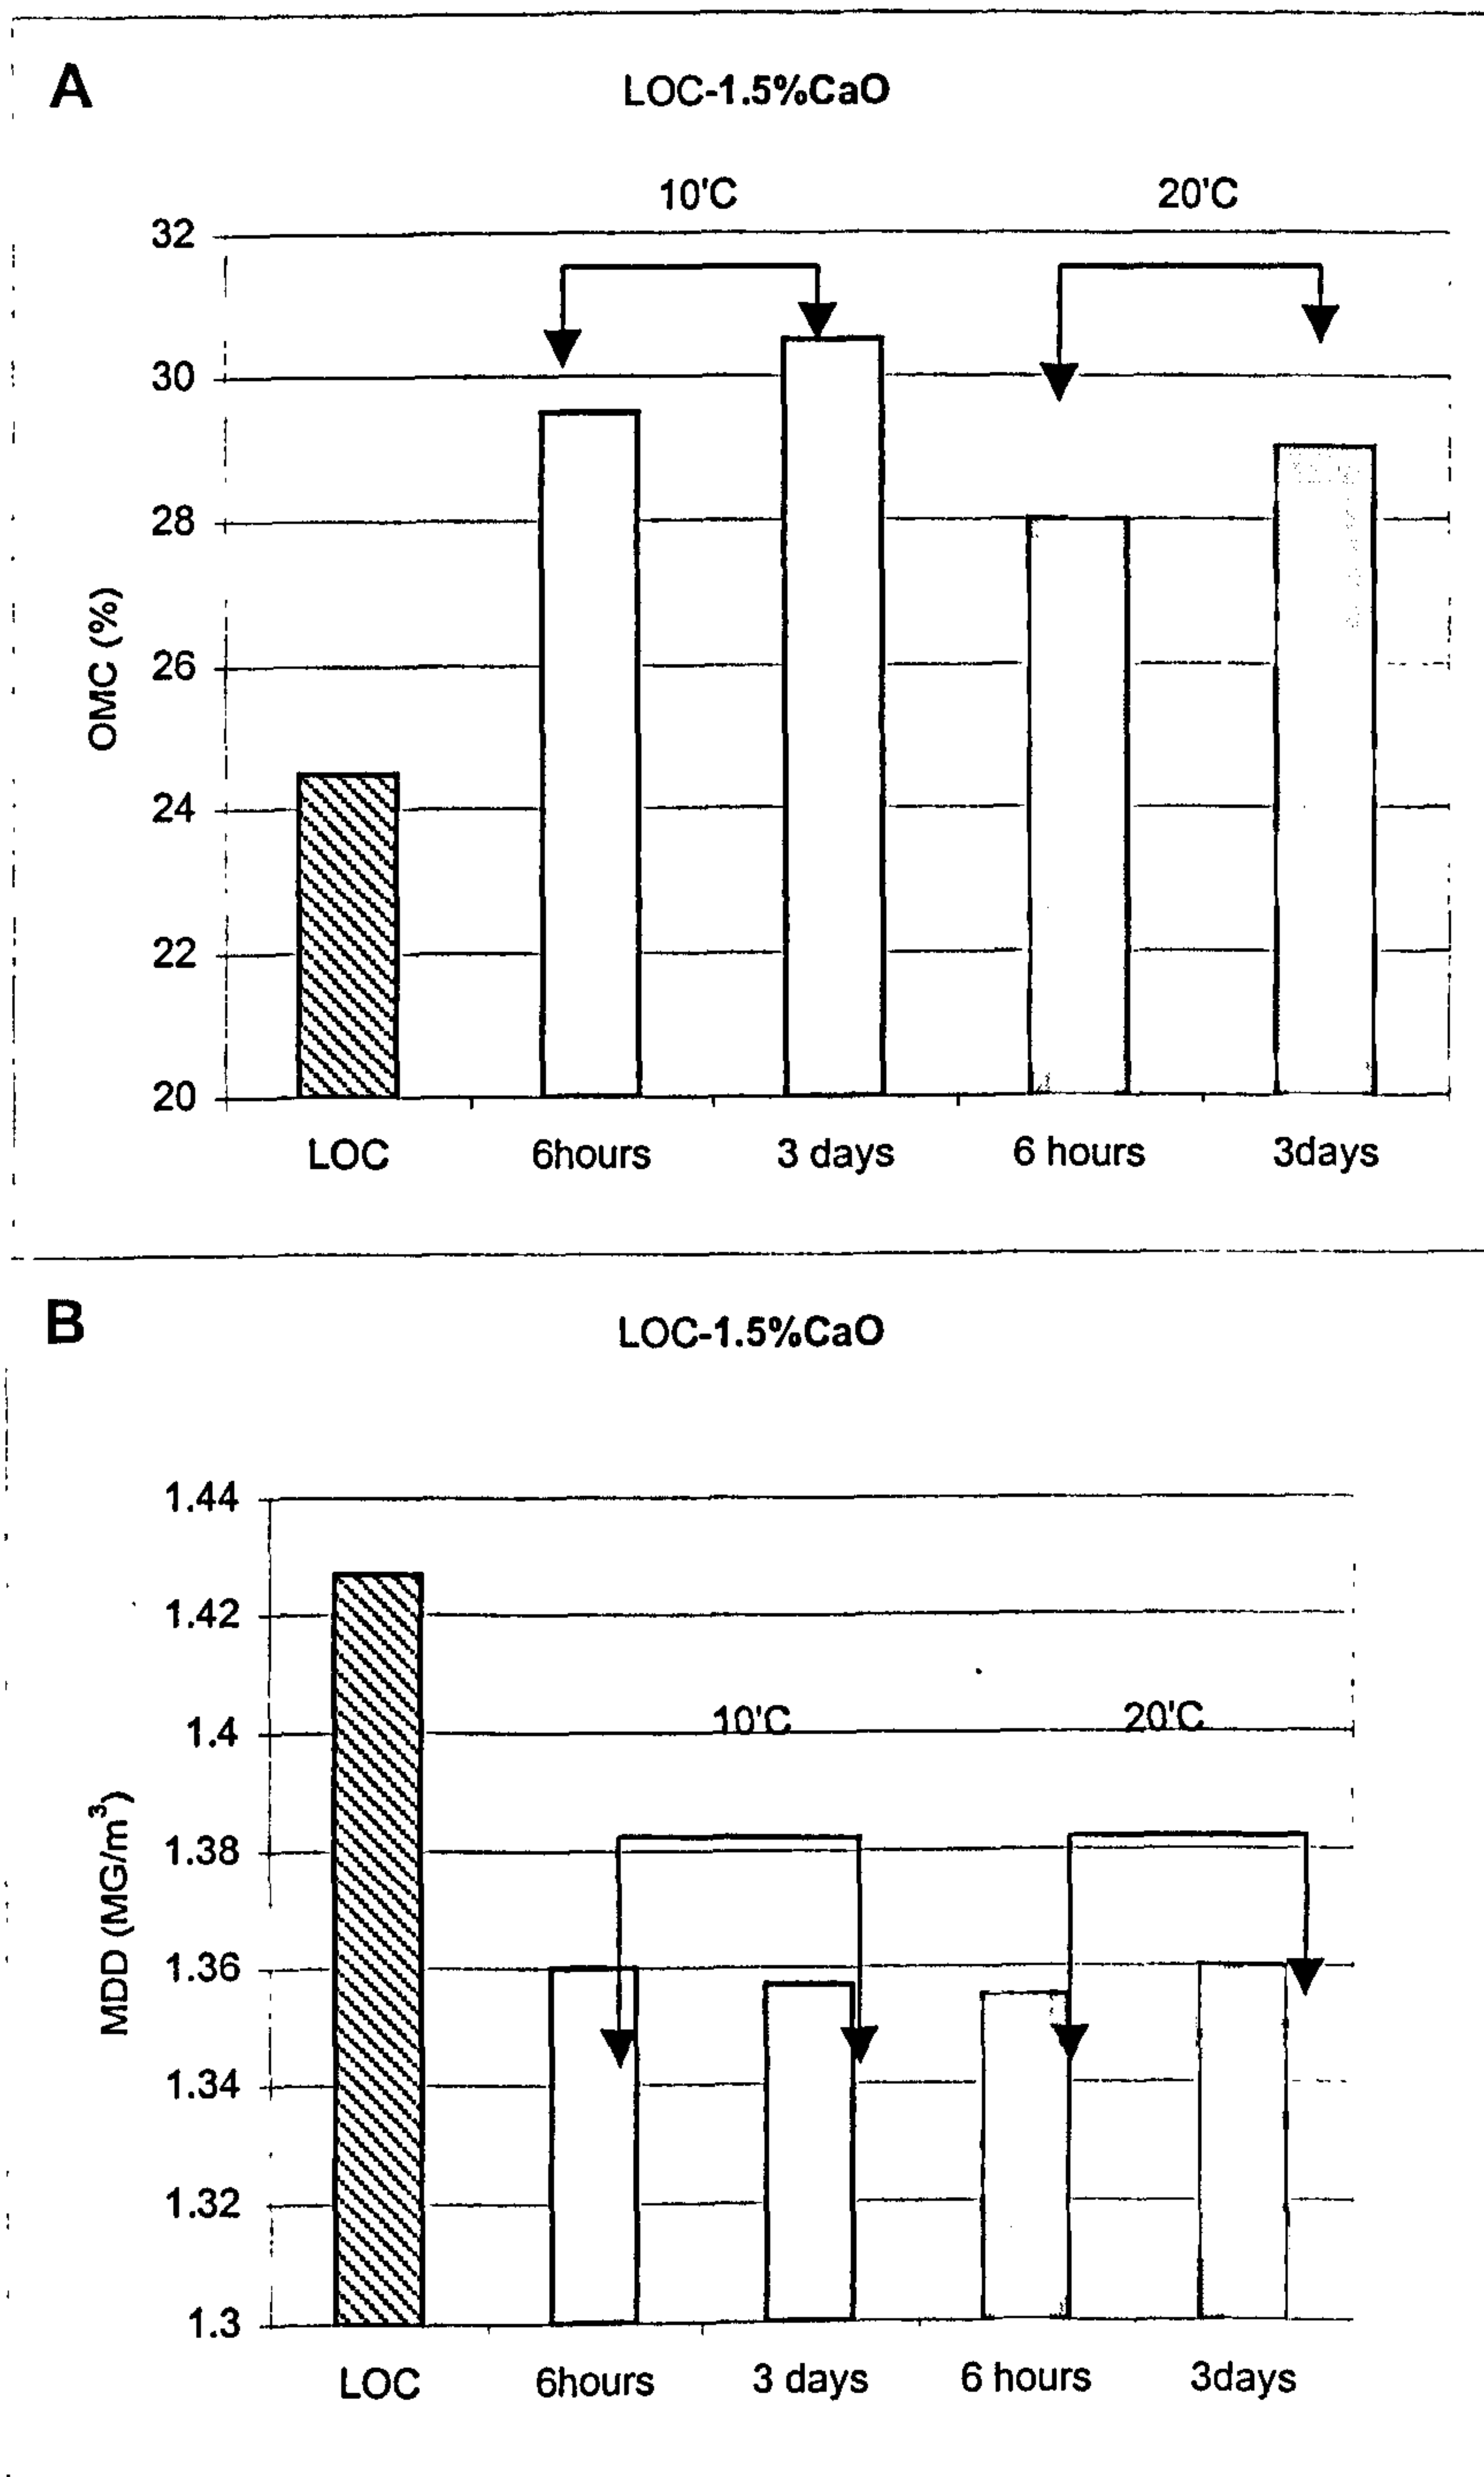 A
LOC-1.5%CaO
10'C 20'C
32
30
28
26
24
22
20
OMC (%)
LOC 6hours 3 days 6 hours 3days
B
LOC-1.5%CaO
1.44
1.42
10'C 20'C
1.4
1.38
1.36
1.34
1.32
1.3
MDD (MG/m³)
LOC 6hours 3 days 6 hours 3days